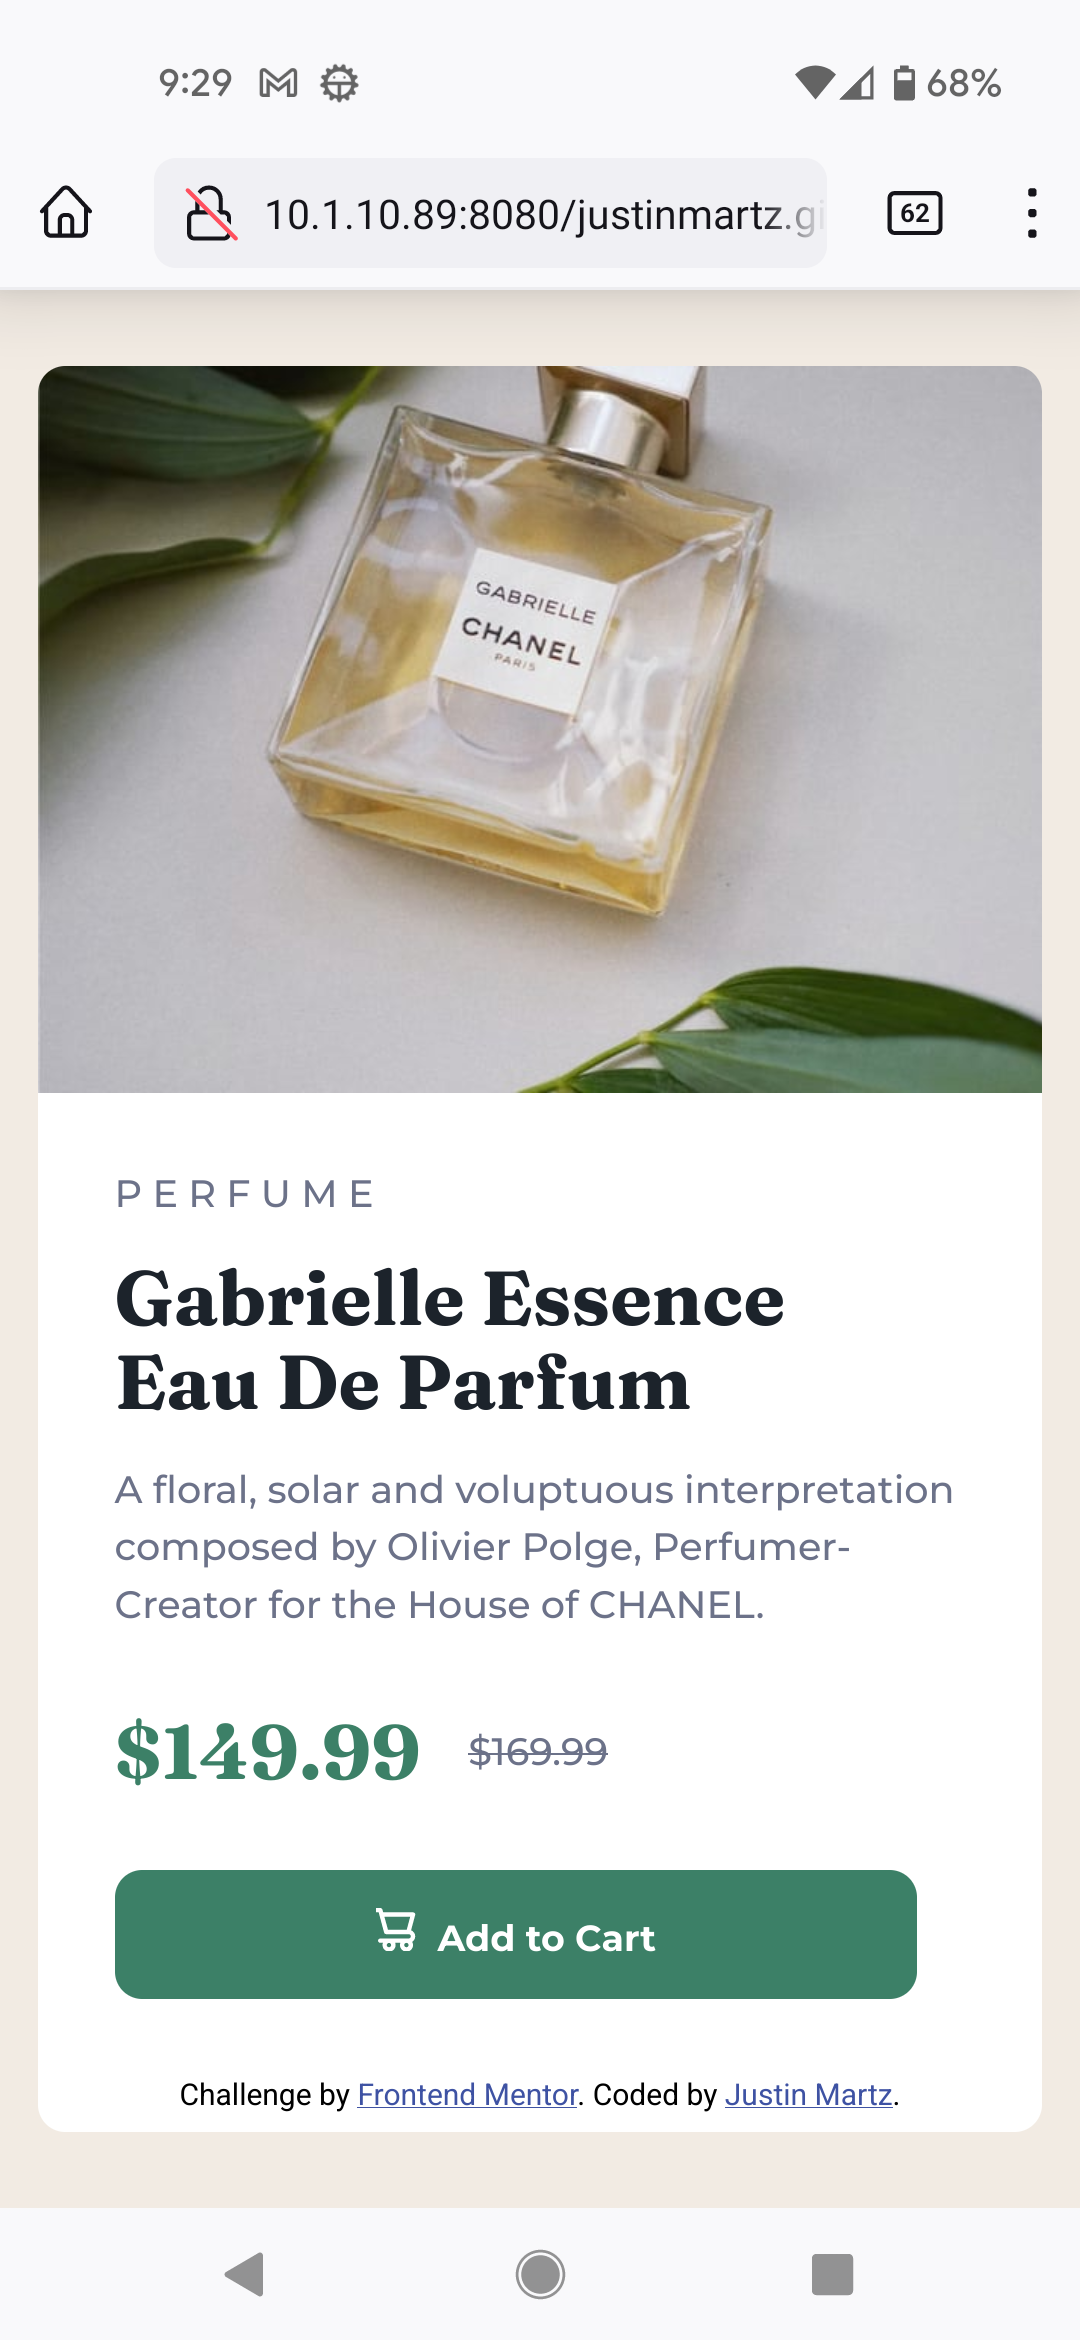 9:29 68%
10.1.10.89:8080/justinmartz.gi
62
GABRIELLE
CHANEL
PARIS
PERFUME
Gabrielle Essence
Eau De Parfum
A floral, solar and voluptuous interpretation
composed by Olivier Polge, Perfumer-
Creator for the House of CHANEL.
$149.99 $169.99
Add to Cart
Challenge by Frontend Mentor. Coded by Justin Martz.